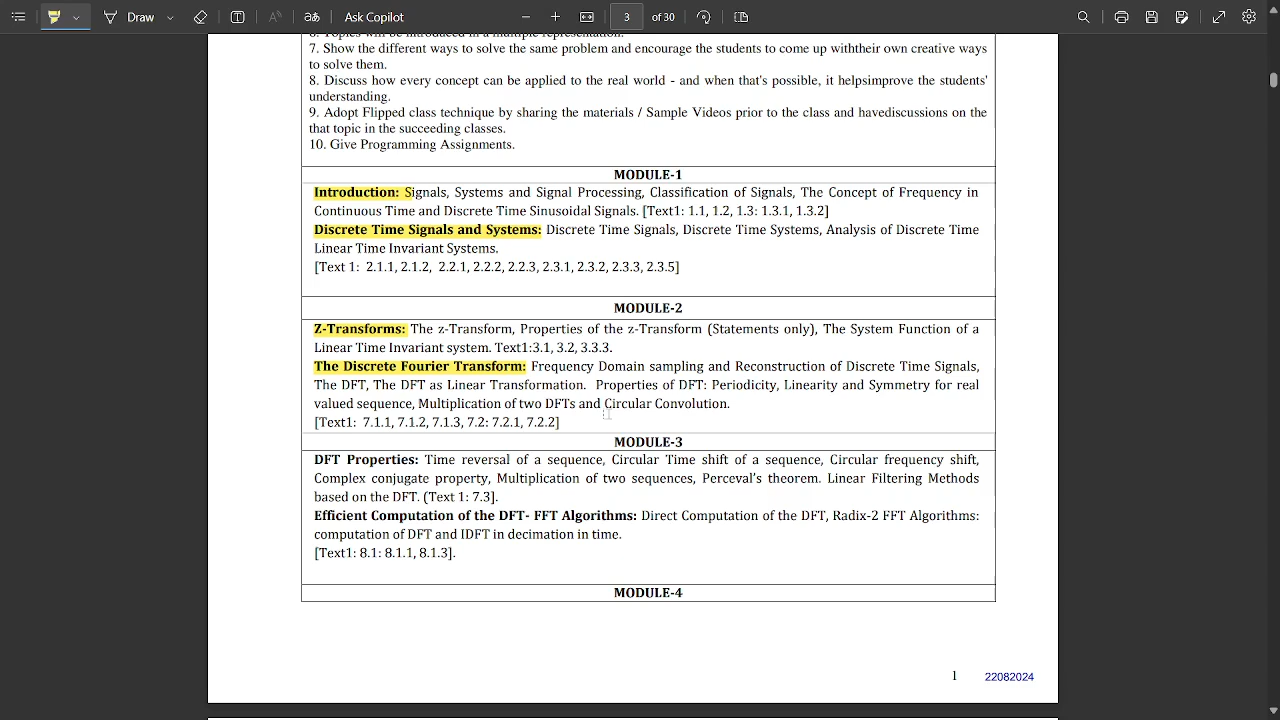 Draw
Ask Copilot
3 of 30
6. Topics will be introduced in a multiple representation.
7. Show the different ways to solve the same problem and encourage the students to come up withtheir own creative ways
to solve them.
8. Discuss how every concept can be applied to the real world - and when that's possible, it helpsimprove the students'
understanding.
9. Adopt Flipped class technique by sharing the materials / Sample Videos prior to the class and havediscussions on the
that topic in the succeeding classes.
10. Give Programming Assignments.
MODULE-1
Introduction: Signals, Systems and Signal Processing, Classification of Signals, The Concept of Frequency in
Continuous Time and Discrete Time Sinusoidal Signals. [Text1: 1.1, 1.2, 1.3: 1.3.1, 1.3.2]
Discrete Time Signals and Systems: Discrete Time Signals, Discrete Time Systems, Analysis of Discrete Time
Linear Time Invariant Systems.
[Text 1: 2.1.1, 2.1.2, 2.2.1, 2.2.2, 2.2.3, 2.3.1, 2.3.2, 2.3.3, 2.3.5]
MODULE-2
Z-Transforms: The z-Transform, Properties of the z-Transform (Statements only), The System Function of a
Linear Time Invariant system. Text1:3.1, 3.2, 3.3.3.
The Discrete Fourier Transform: Frequency Domain sampling and Reconstruction of Discrete Time Signals,
The DFT, The DFT as Linear Transformation. Properties of DFT: Periodicity, Linearity and Symmetry for real
valued sequence, Multiplication of two DFTs and Circular Convolution.
[Text1: 7.1.1, 7.1.2, 7.1.3, 7.2: 7.2.1, 7.2.2]
MODULE-3
DFT Properties: Time reversal of a sequence, Circular Time shift of a sequence, Circular frequency shift,
Complex conjugate property, Multiplication of two sequences, Perceval's theorem. Linear Filtering Methods
based on the DFT. (Text 1: 7.3].
Efficient Computation of the DFT- FFT Algorithms: Direct Computation of the DFT, Radix-2 FFT Algorithms:
computation of DFT and IDFT in decimation in time.
[Text1: 8.1: 8.1.1, 8.1.3].
MODULE-4
1 22082024